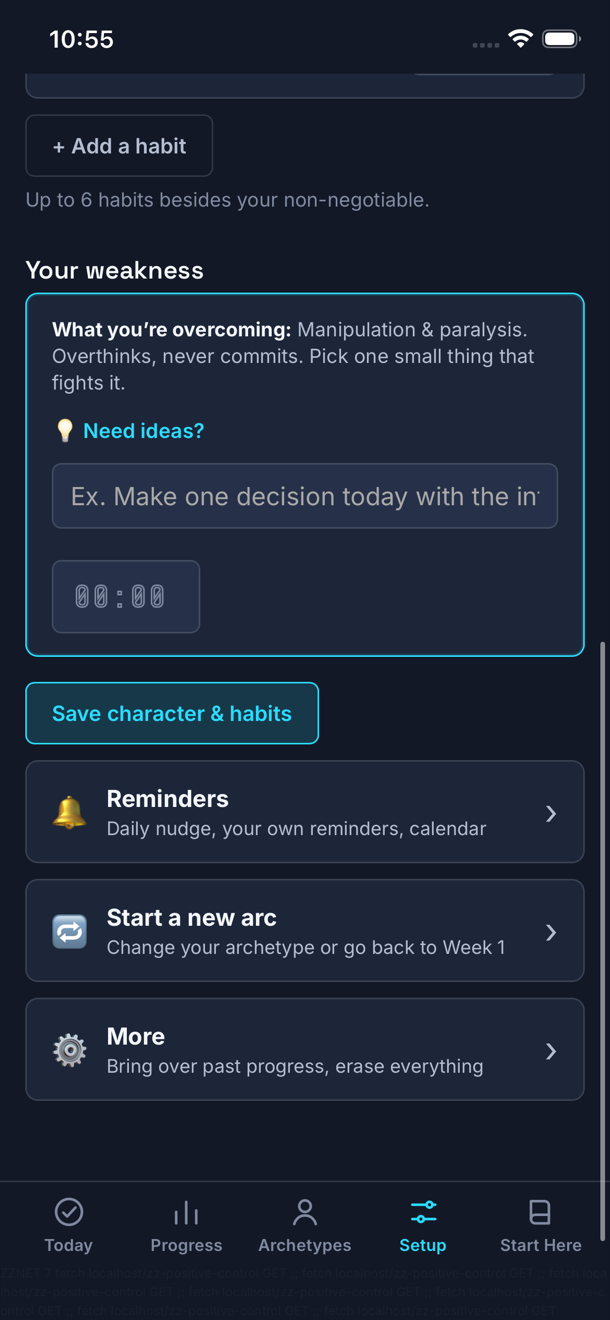 10:55
+ Add a habit
Up to 6 habits besides your non-negotiable.
Your weakness
What you’re overcoming: Manipulation & paralysis.
Overthinks, never commits. Pick one small thing that
fights it.
Need ideas?
Ex. Make one decision today with the in
00:00
Save character & habits
Reminders
Daily nudge, your own reminders, calendar
Start a new arc
Change your archetype or go back to Week 1
More
Bring over past progress, erase everything
Today
Progress
Archetypes
Setup
Start Here